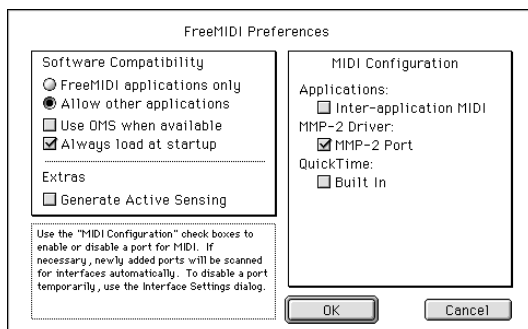 FreeMIDI Preferences
Software Compatibility
FreeMIDI applications only
Allow other applications
Use OMS when available
Always load at startup
Extras
Generate Active Sensing
Use the "MIDI Configuration" check boxes to
enable or disable a port for MIDI. If
necessary, newly added ports will be scanned
for interfaces automatically. To disable a port
temporarily, use the Interface Settings dialog.
MIDI Configuration
Applications:
Inter-application MIDI
MMP-2 Driver:
MMP-2 Port
QuickTime:
Built In
OK
Cancel